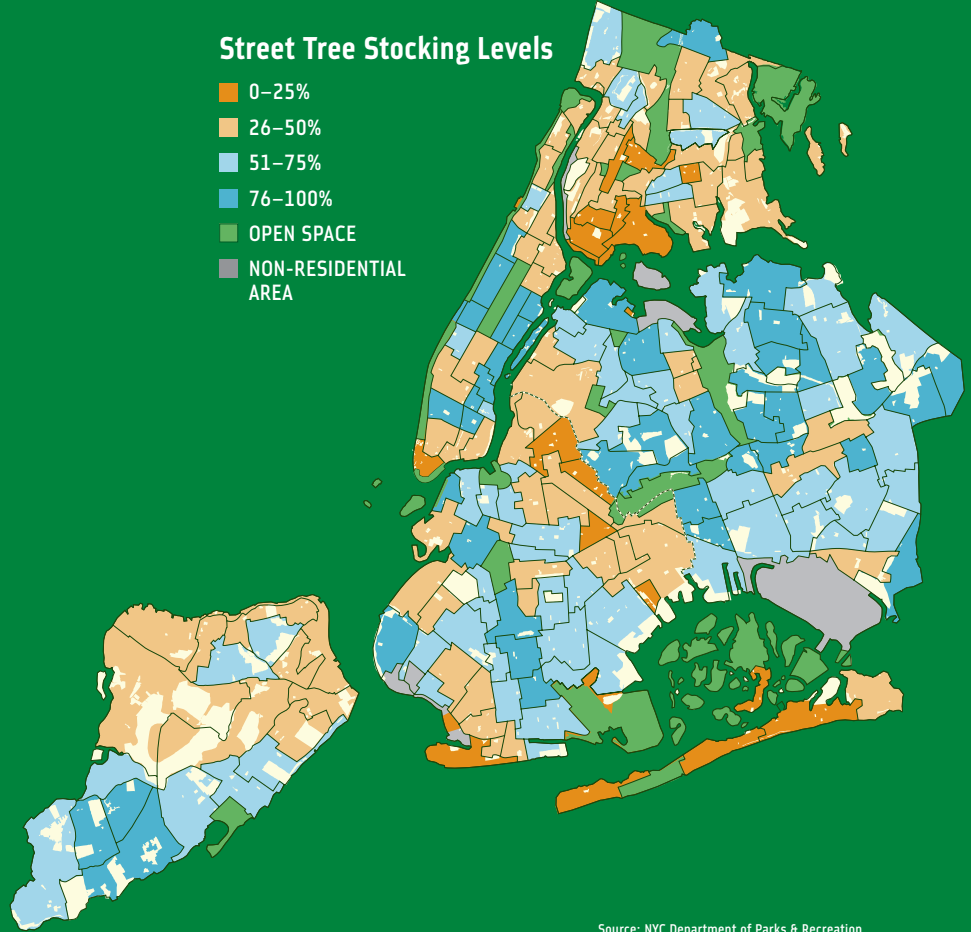 Street Tree Stocking Levels
0–25%
26–50%
51–75%
76–100%
OPEN SPACE
NON-RESIDENTIAL
AREA
Source: NYC Department of Parks & Recreation